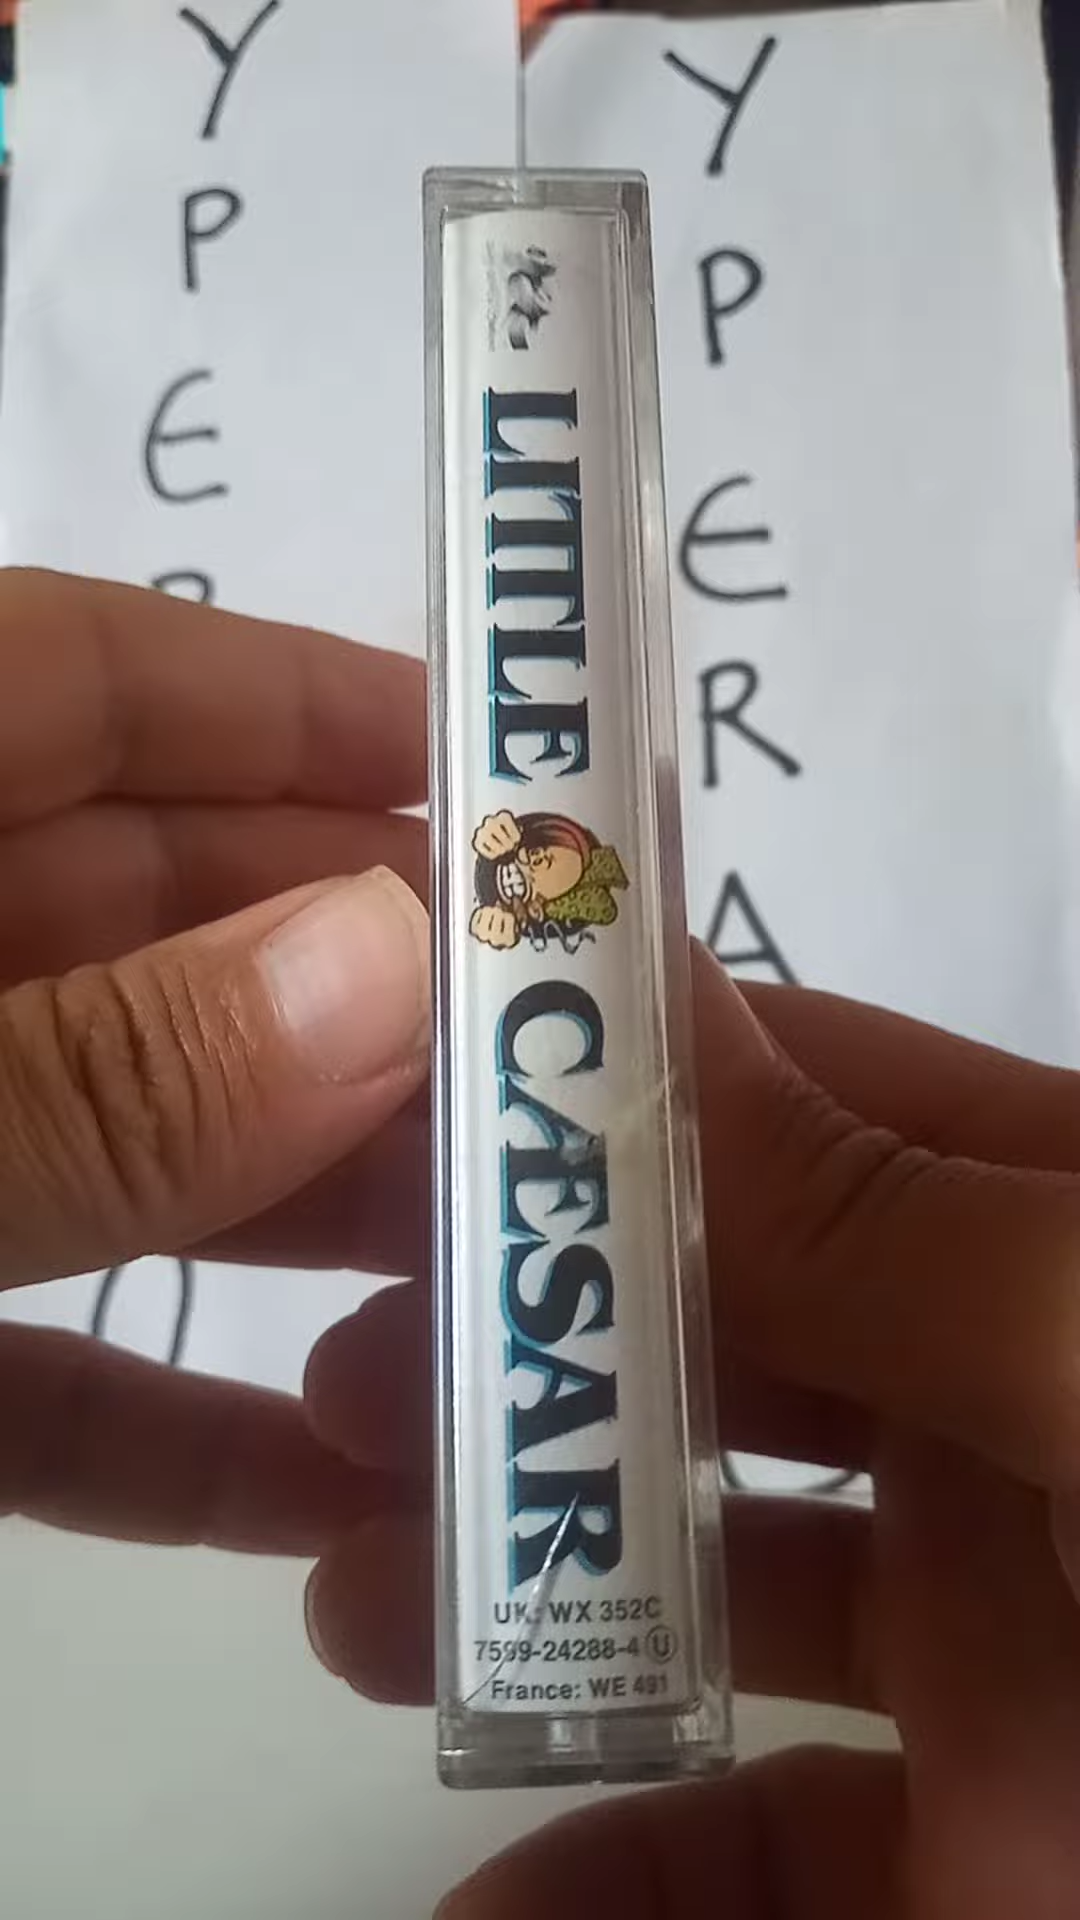 Y
P
E
Y
P
E
R
A
LITTLE CAESAR
UK: WX 352C
7599-24288-4 U
France: WE 491